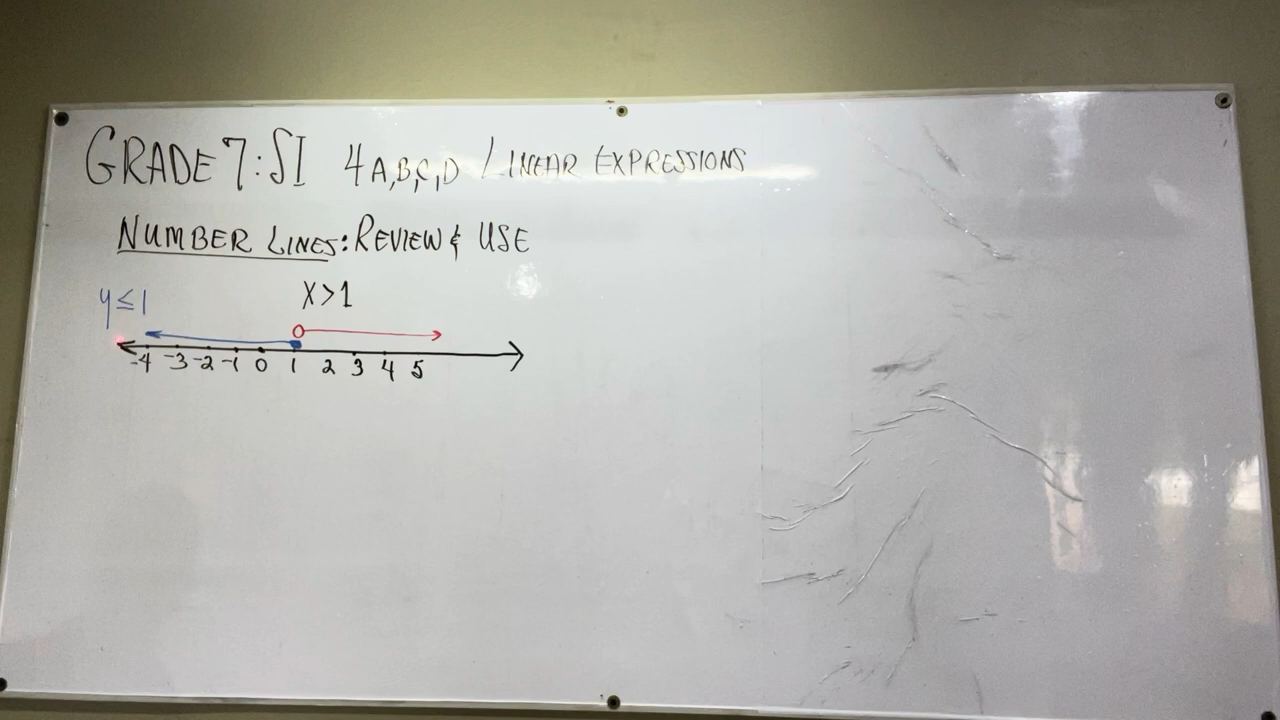 GRADE 7: SI 4A,B,C,D / LINEAR EXPRESSIONS
NUMBER LINES: REVIEW & USE
y ≤ 1 X > 1
-4 -3 -2 -1 0 1 2 3 4 5